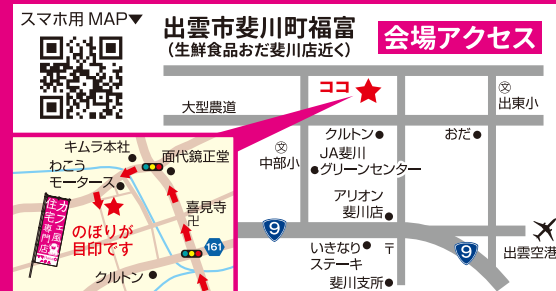 スマホ用 MAP▼
出雲市斐川町福富
(生鮮食品おだ斐川店近く)
会場アクセス
ココ
文
出東小
大型農道
クルトン
おだ
文
中部小
JA斐川
グリーンセンター
アリオン
斐川店
9
いきなり
ステーキ
〒
9
出雲空港
斐川支所
キムラ本社
面代鏡正堂
わこう
モータース
喜見寺
卍
カフェ風
住宅専門店
のぼりが
目印です
161
クルトン